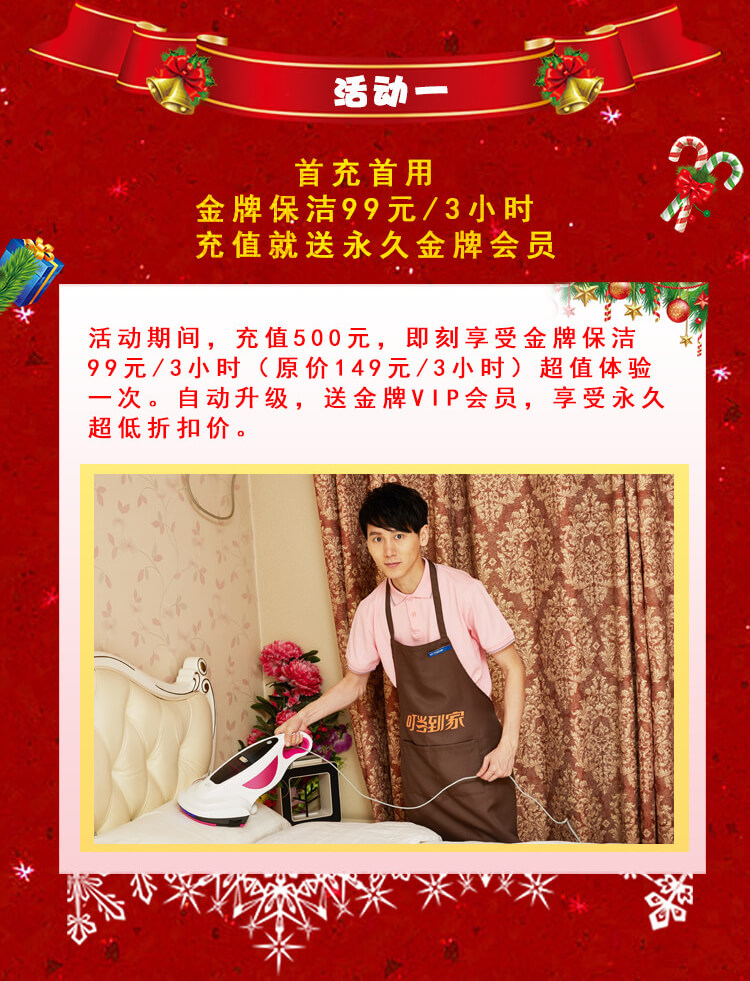 活动一
首充首用
金牌保洁99元/3小时
充值就送永久金牌会员
活动期间，充值500元，即刻享受金牌保洁
99元/3小时（原价149元/3小时）超值体验
一次。自动升级，送金牌VIP会员，享受永久
超低折扣价。
叮当到家